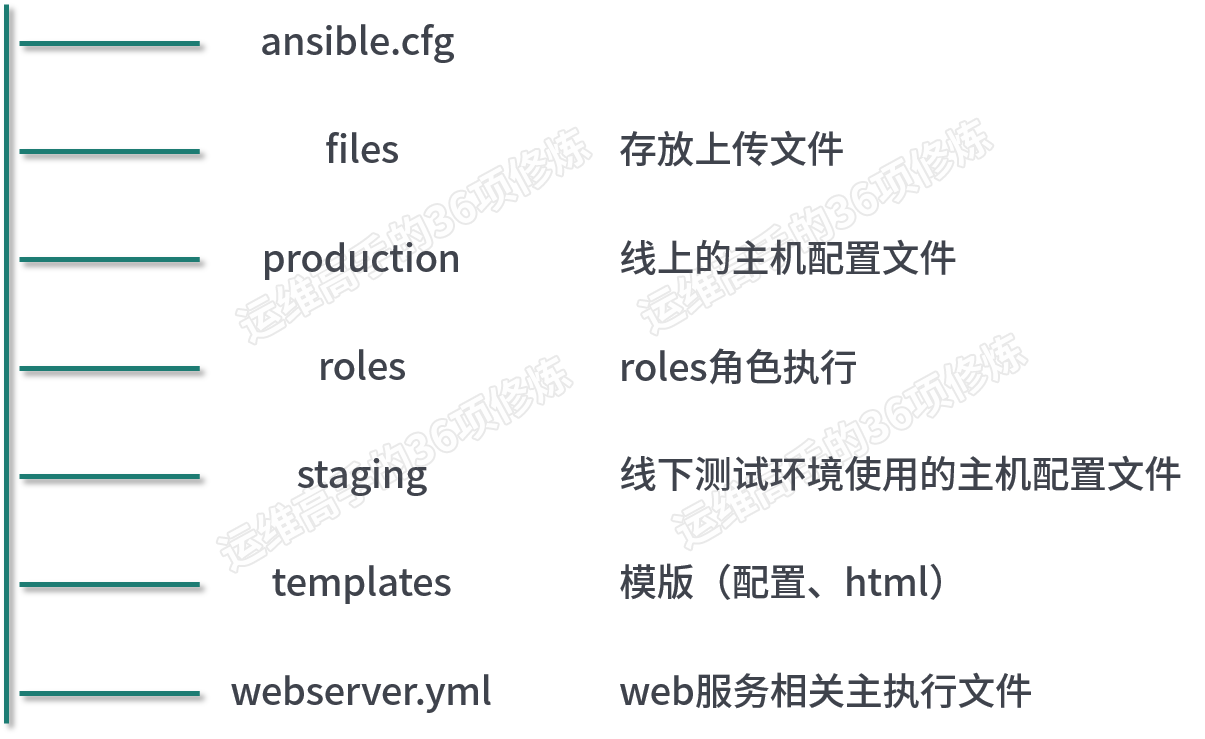 ansible.cfg
files 存放上传文件
production 线上的主机配置文件
roles roles角色执行
staging 线下测试环境使用的主机配置文件
templates 模版（配置、html）
webserver.yml web服务相关主执行文件
运维高手的36项修炼
运维高手的36项修炼
运维高手的36项修炼
运维高手的36项修炼